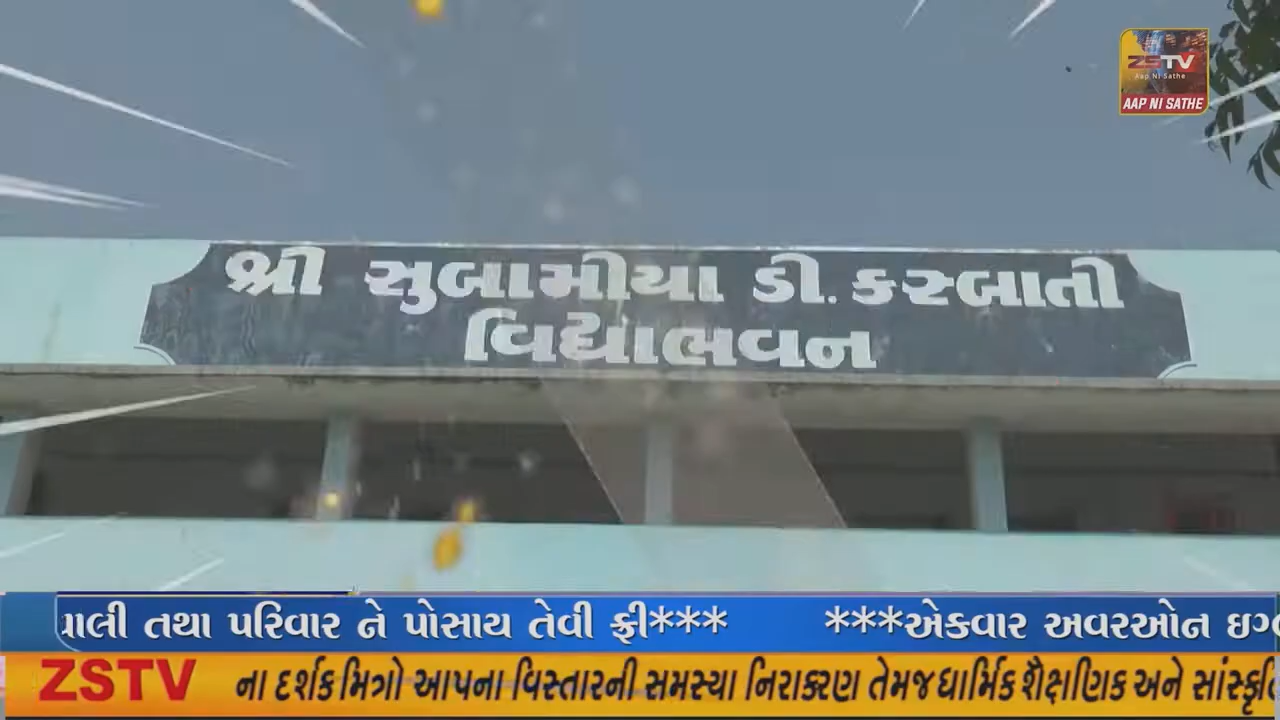 ZSTV
Aap Ni Sathe
AAP NI SATHE
શ્રી સુબામીયા ડી. કરબાતી
વિદ્યાભવન
તથા પરિવાર ને પોસાય તેવી ફ્રી*** ***એકવાર અવરઓન
ZSTV ના દર્શક મિત્રો આપના વિસ્તારની સમસ્યા નિરાકરણ તેમજ ધાર્મિક શૈક્ષણિક અને